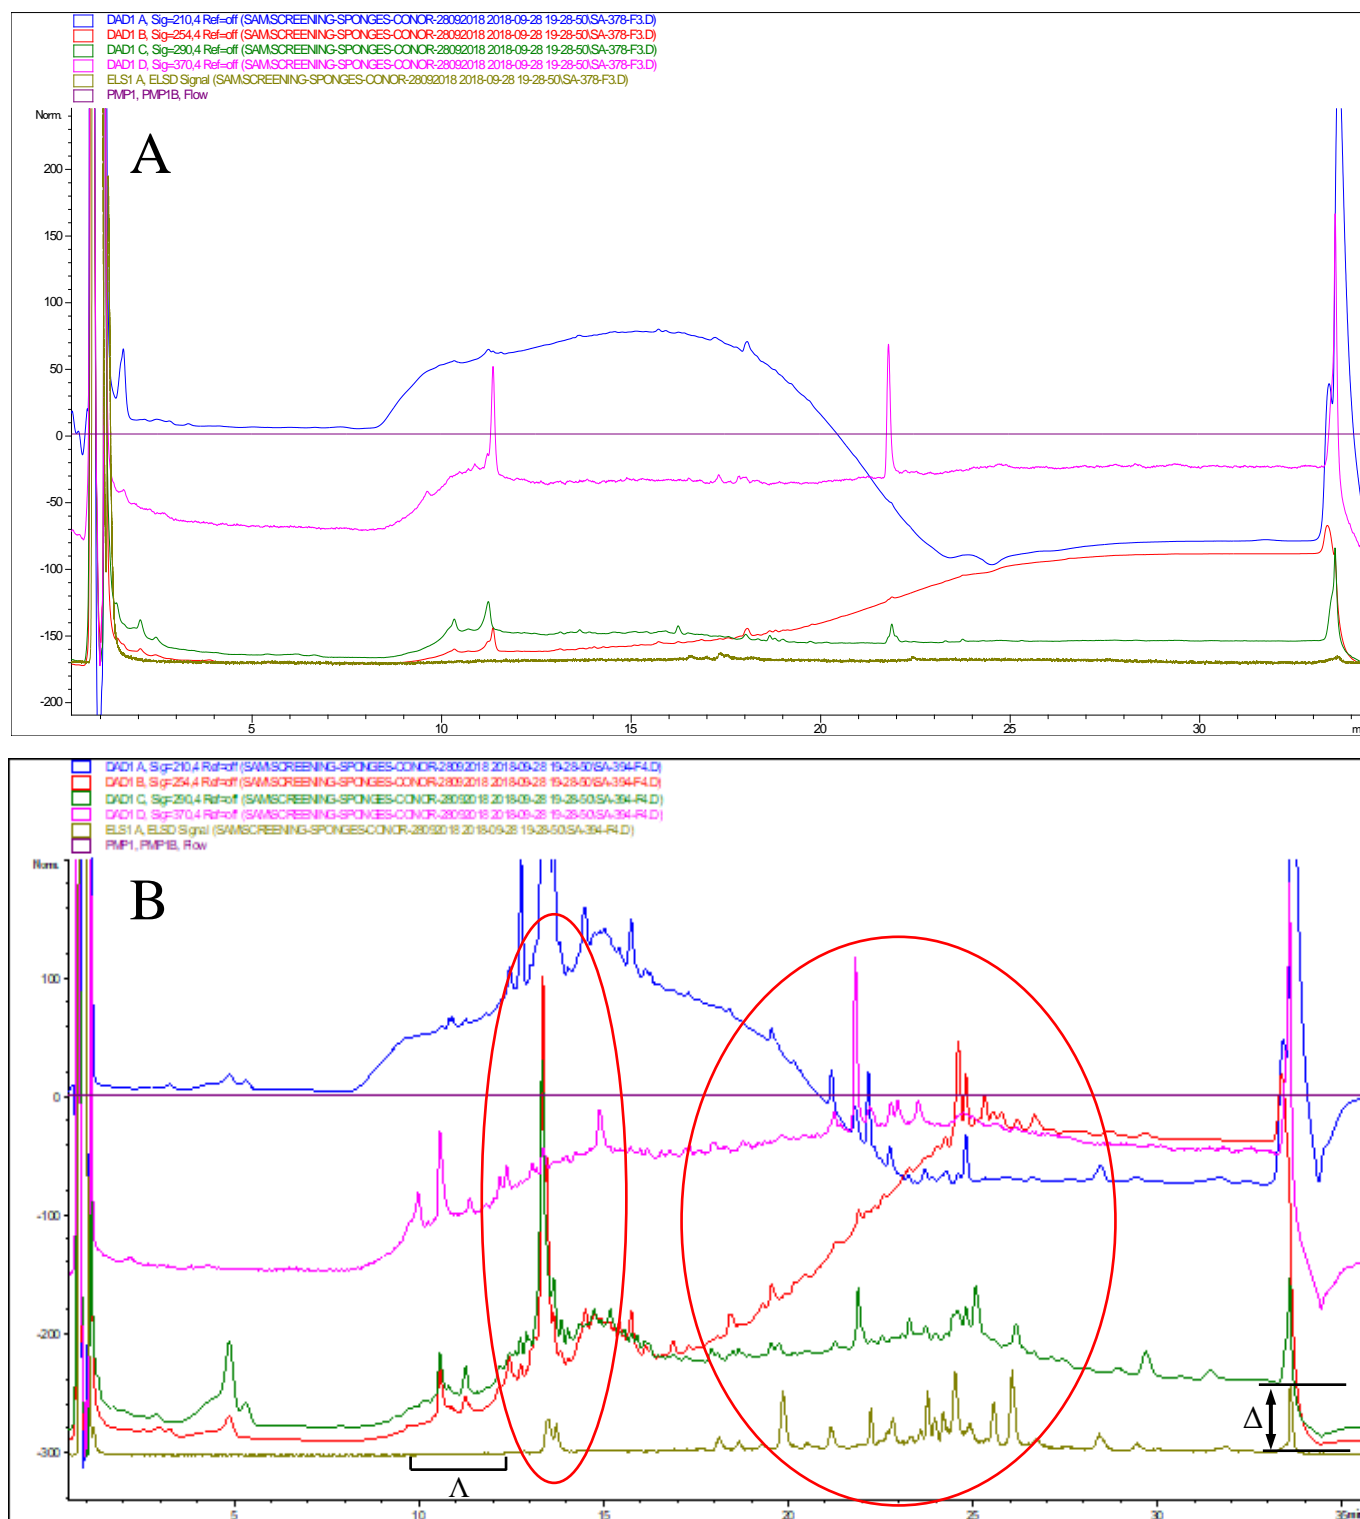 DAD1 A, Sig=210,4 Ref=off (SAM\SCREENING-SPONGES-CONOR-28092018 2018-09-28 19-28-50\SA-378-F3.D)
DAD1 B, Sig=254,4 Ref=off (SAM\SCREENING-SPONGES-CONOR-28092018 2018-09-28 19-28-50\SA-378-F3.D)
DAD1 C, Sig=290,4 Ref=off (SAM\SCREENING-SPONGES-CONOR-28092018 2018-09-28 19-28-50\SA-378-F3.D)
DAD1 D, Sig=370,4 Ref=off (SAM\SCREENING-SPONGES-CONOR-28092018 2018-09-28 19-28-50\SA-378-F3.D)
ELS1 A, ELSD Signal (SAM\SCREENING-SPONGES-CONOR-28092018 2018-09-28 19-28-50\SA-378-F3.D)
PMP1, PMP1B, Flow
Norm.
A
200
150
100
50
0
-50
-100
-150
-200
5 10 15 20 25 30 m
DAD1 A, Sig=210,4 Ref=off (SAM\SCREENING-SPONGES-CONOR-28092018 2018-09-28 19-28-50\SA-394-F4.D)
DAD1 B, Sig=254,4 Ref=off (SAM\SCREENING-SPONGES-CONOR-28092018 2018-09-28 19-28-50\SA-394-F4.D)
DAD1 C, Sig=290,4 Ref=off (SAM\SCREENING-SPONGES-CONOR-28092018 2018-09-28 19-28-50\SA-394-F4.D)
DAD1 D, Sig=370,4 Ref=off (SAM\SCREENING-SPONGES-CONOR-28092018 2018-09-28 19-28-50\SA-394-F4.D)
ELS1 A, ELSD Signal (SAM\SCREENING-SPONGES-CONOR-28092018 2018-09-28 19-28-50\SA-394-F4.D)
PMP1, PMP1B, Flow
Norm.
B
100
0
-100
-200
-300
Δ
Λ
5 10 15 20 25 30 35 min